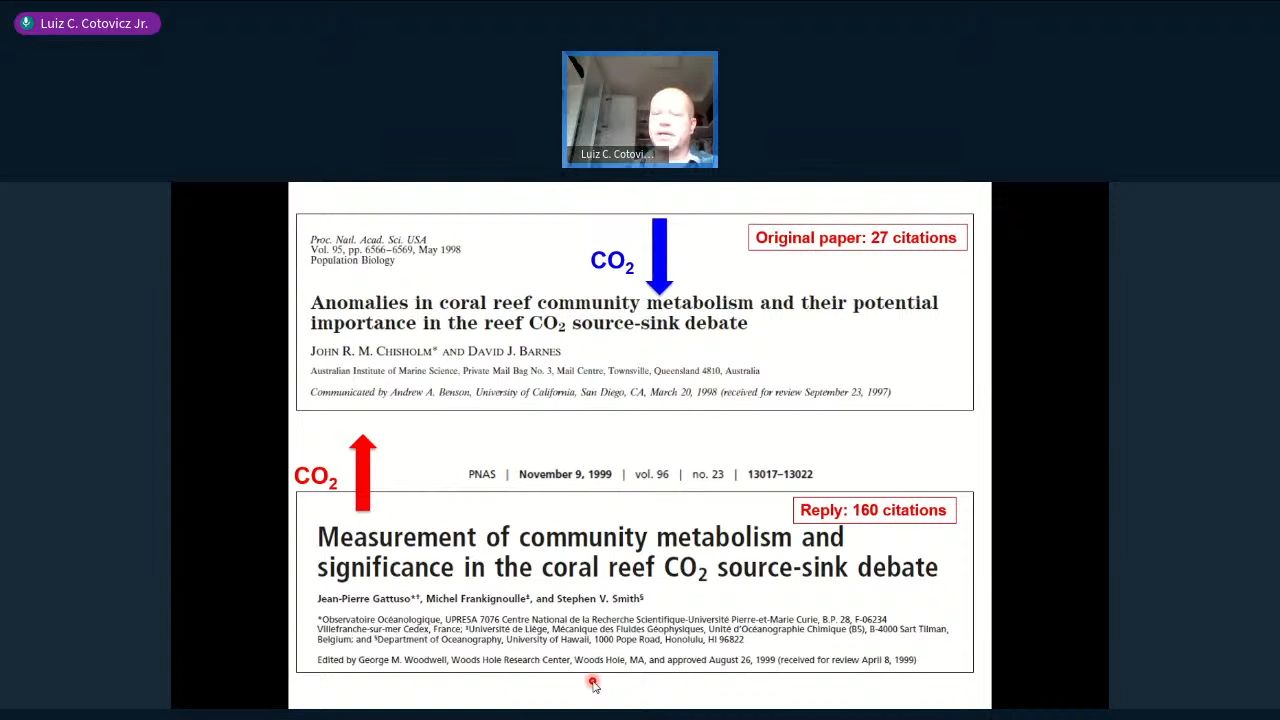 Luiz C. Cotovicz Jr.
Luiz C. Cotovi...
Original paper: 27 citations
Proc. Natl. Acad. Sci. USA
Vol. 95, pp. 6566–6569, May 1998
Population Biology
CO2
Anomalies in coral reef community metabolism and their potential
importance in the reef CO2 source-sink debate
JOHN R. M. CHISHOLM* AND DAVID J. BARNES
Australian Institute of Marine Science, Private Mail Bag No. 3, Mail Centre, Townsville, Queensland 4810, Australia
Communicated by Andrew A. Benson, University of California, San Diego, CA, March 20, 1998 (received for review September 23, 1997)
CO2
PNAS | November 9, 1999 | vol. 96 | no. 23 | 13017–13022
Reply: 160 citations
Measurement of community metabolism and
significance in the coral reef CO2 source-sink debate
Jean-Pierre Gattuso*†, Michel Frankignoulle‡, and Stephen V. Smith§
*Observatoire Océanologique, UPRESA 7076 Centre National de la Recherche Scientifique-Université Pierre-et-Marie Curie, B.P. 28, F-06234
Villefranche-sur-mer Cedex, France; ‡Université de Liège, Mécanique des Fluides Géophysiques, Unité d'Océanographie Chimique (B5), B-4000 Sart Tilman,
Belgium; and §Department of Oceanography, University of Hawaii, 1000 Pope Road, Honolulu, HI 96822
Edited by George M. Woodwell, Woods Hole Research Center, Woods Hole, MA, and approved August 26, 1999 (received for review April 8, 1999)